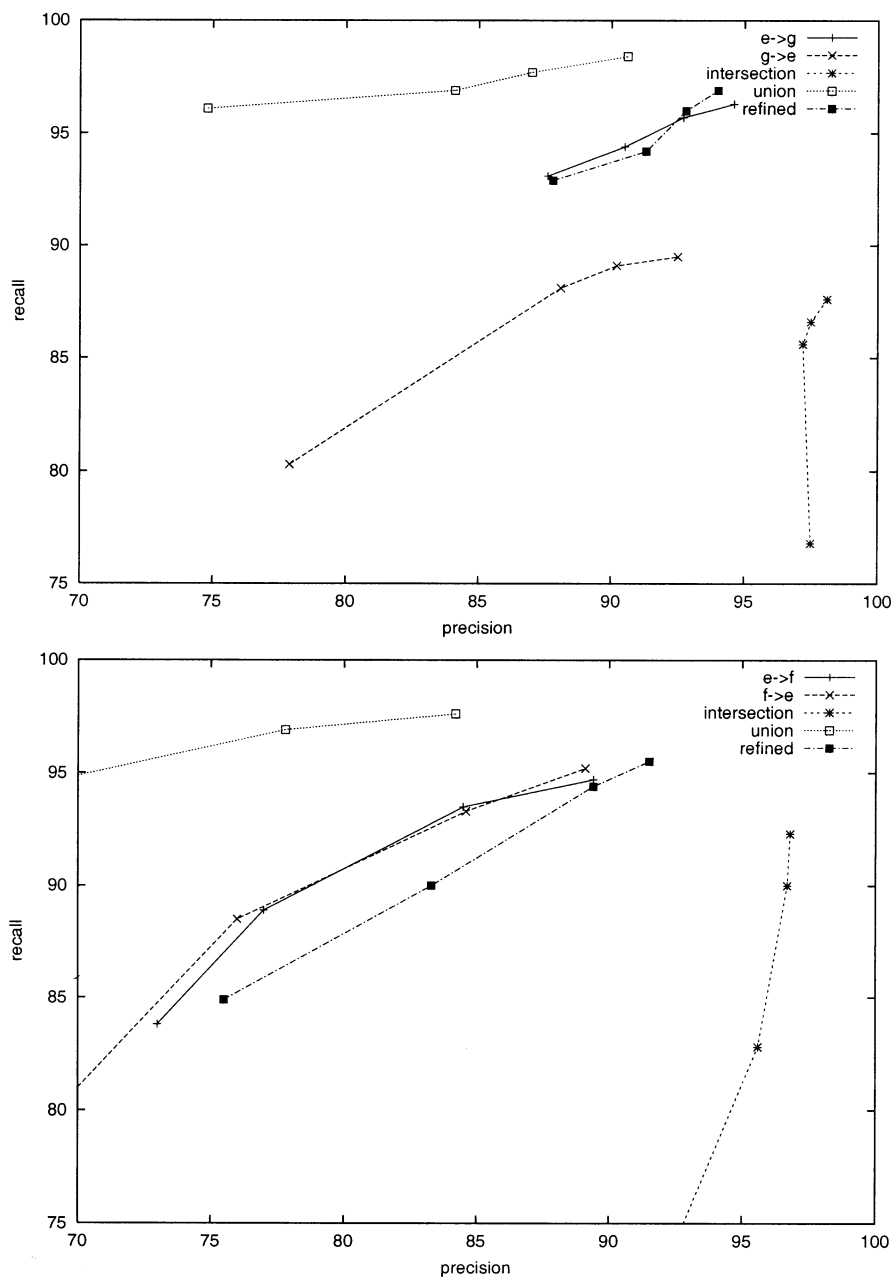 100
95
90
85
80
75
recall
70
75
80
85
90
95
100
precision
e->g
g->e
intersection
union
refined
100
95
90
85
80
75
recall
70
75
80
85
90
95
100
precision
e->f
f->e
intersection
union
refined